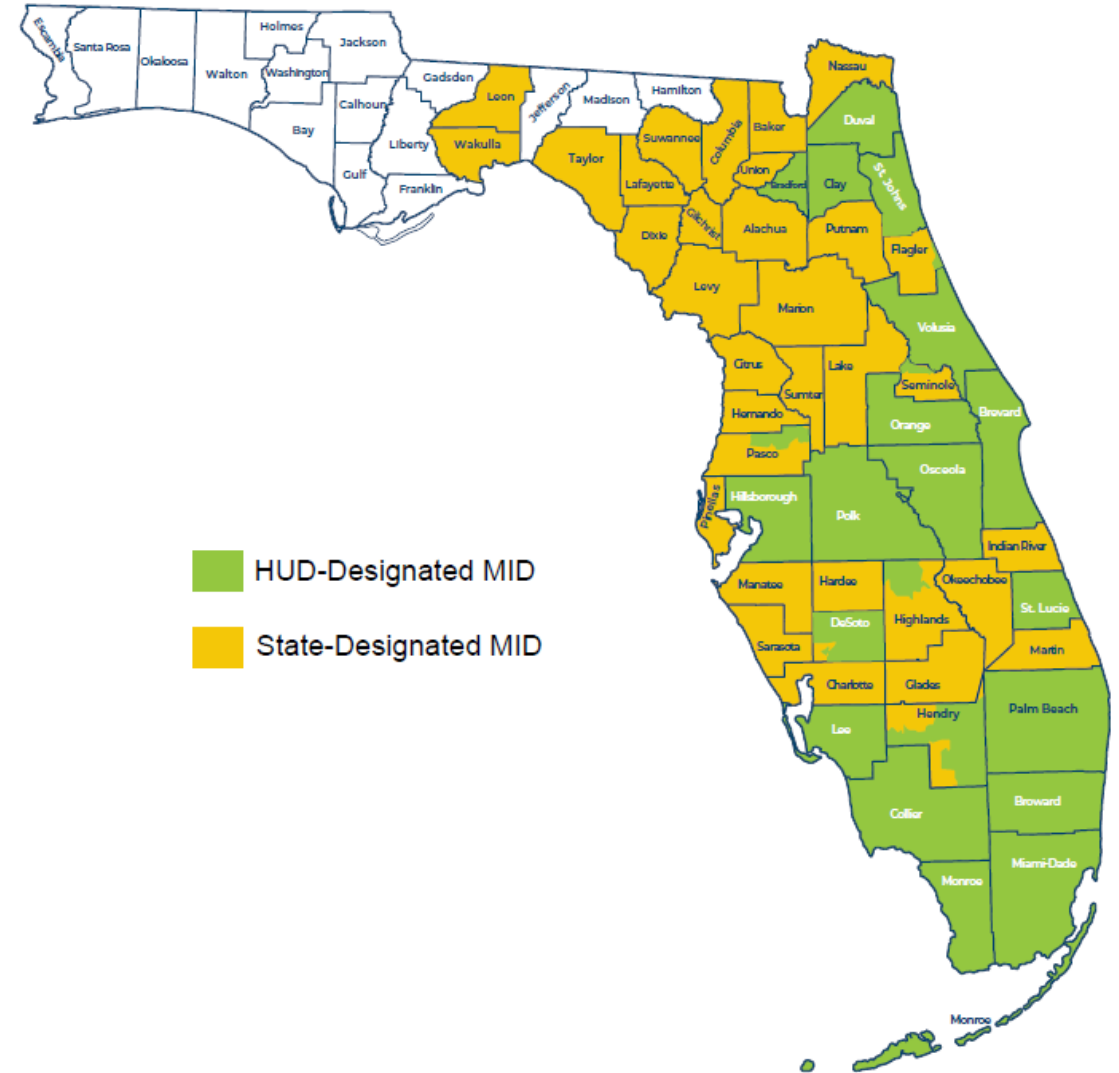 Escambia
Santa Rosa
Okaloosa
Walton
Holmes
Washington
Jackson
Bay
Calhoun
Gulf
Liberty
Gadsden
Franklin
Leon
Wakulla
Jefferson
Madison
Hamilton
Taylor
Suwannee
Lafayette
Columbia
Baker
Union
Bradford
Nassau
Duval
Clay
St. Johns
Dixie
Gilchrist
Alachua
Putnam
Flagler
Levy
Marion
Volusia
Citrus
Sumter
Lake
Seminole
Hernando
Orange
Brevard
Pasco
Osceola
Pinellas
Hillsborough
Polk
Indian River
HUD-Designated MID
Manatee
Hardee
Okeechobee
Highlands
DeSoto
St. Lucie
State-Designated MID
Sarasota
Martin
Charlotte
Glades
Lee
Hendry
Palm Beach
Collier
Broward
Monroe
Miami-Dade
Monroe